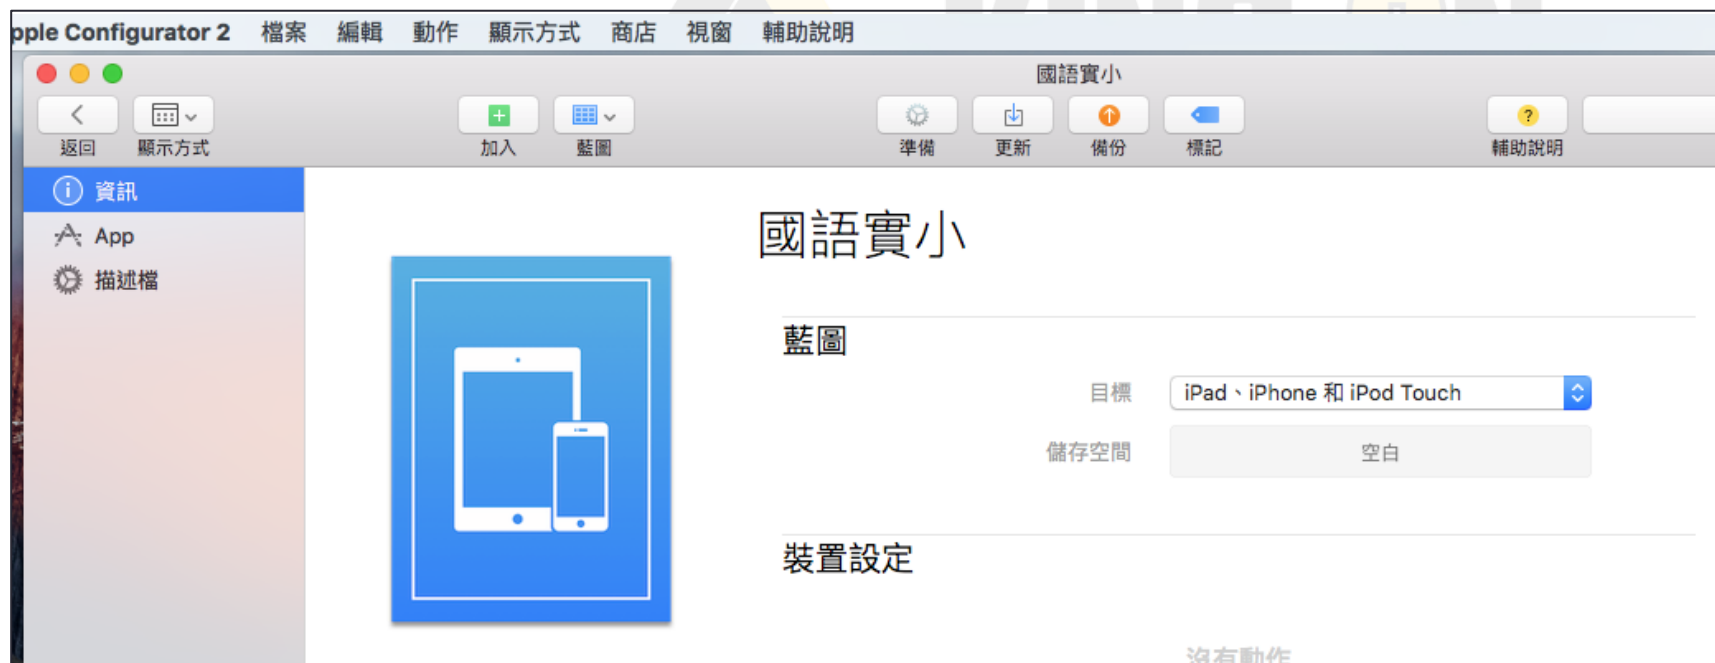 pple Configurator 2 檔案 編輯 動作 顯示方式 商店 視窗 輔助說明
國語實小
返回 顯示方式 加入 藍圖 準備 更新 備份 標記 輔助說明
資訊
App
描述檔
國語實小
藍圖
目標 iPad、iPhone 和 iPod Touch
儲存空間 空白
裝置設定
沒有動作